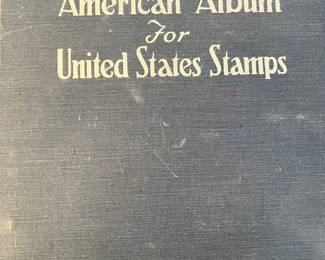 American Album
For
United States Stamps